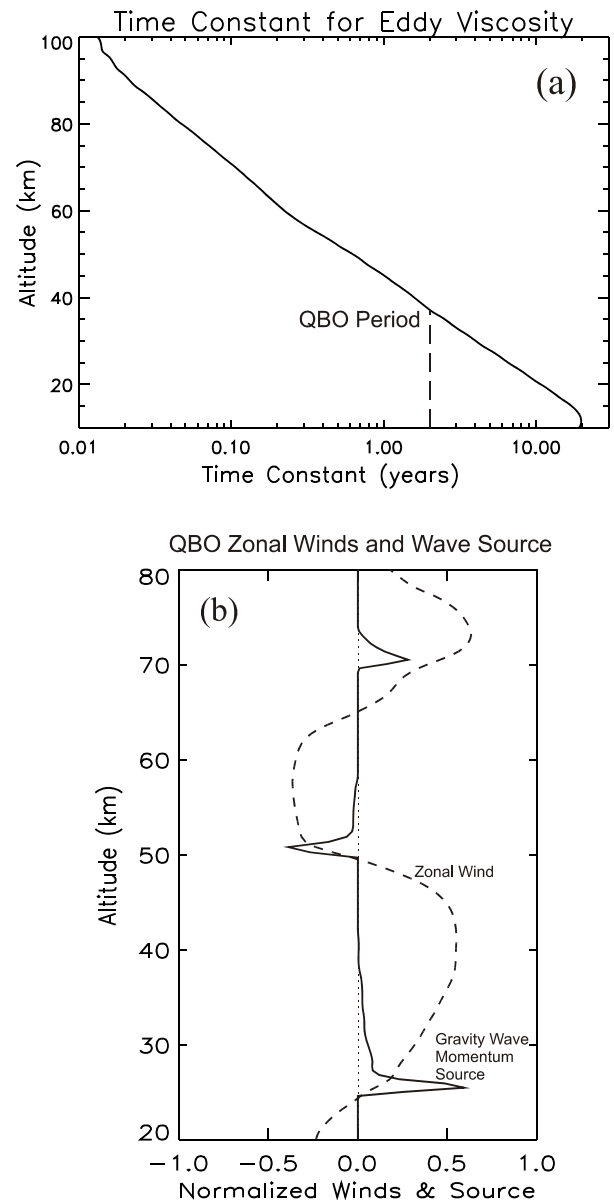 Time Constant for Eddy Viscosity
(a)
100
80
60
40
20
Altitude (km)
QBO Period
0.01
0.10
1.00
10.00
Time Constant (years)
QBO Zonal Winds and Wave Source
(b)
80
70
60
50
40
30
20
Altitude (km)
Zonal Wind
Gravity Wave
Momentum
Source
-1.0
-0.5
0.0
0.5
1.0
Normalized Winds & Source